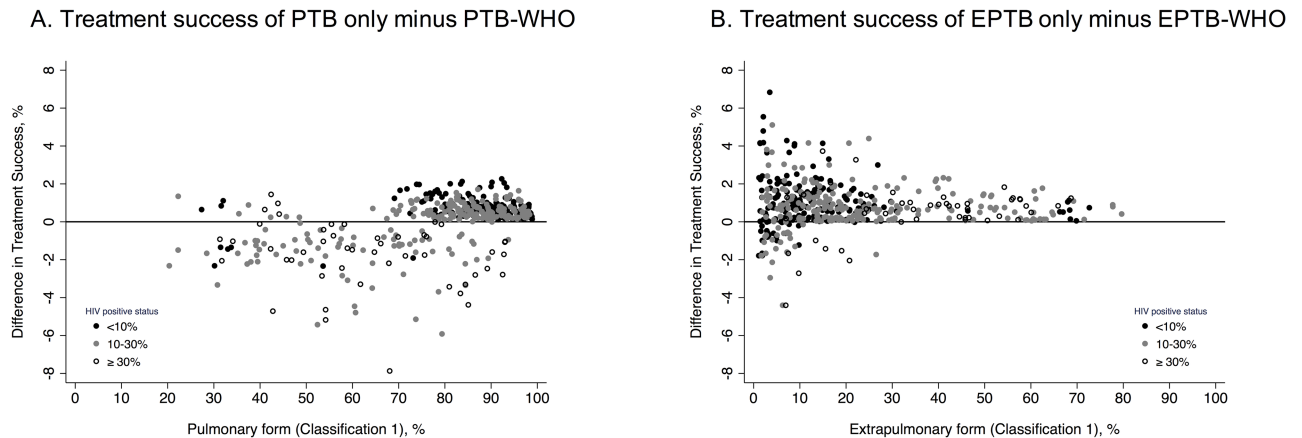 A. Treatment success of PTB only minus PTB-WHO
Difference in Treatment Success, %
8
6
4
2
0
-2
-4
-6
-8
HIV positive status
<10%
10-30%
≥ 30%
0 10 20 30 40 50 60 70 80 90 100
Pulmonary form (Classification 1), %
B. Treatment success of EPTB only minus EPTB-WHO
Difference in Treatment Success, %
8
6
4
2
0
-2
-4
-6
-8
HIV positive status
<10%
10-30%
≥ 30%
0 10 20 30 40 50 60 70 80 90 100
Extrapulmonary form (Classification 1), %